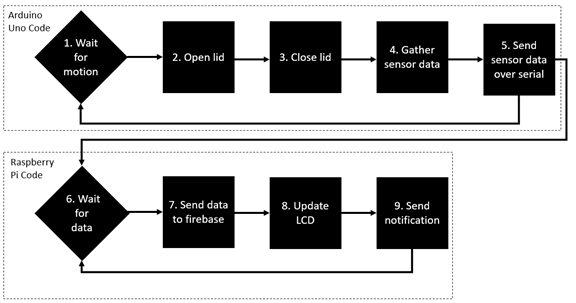 Arduino
Uno Code
1. Wait
for
motion
2. Open lid
3. Close lid
4. Gather
sensor data
5. Send
sensor data
over serial
Raspberry
Pi Code
6. Wait
for
data
7. Send data
to firebase
8. Update
LCD
9. Send
notification